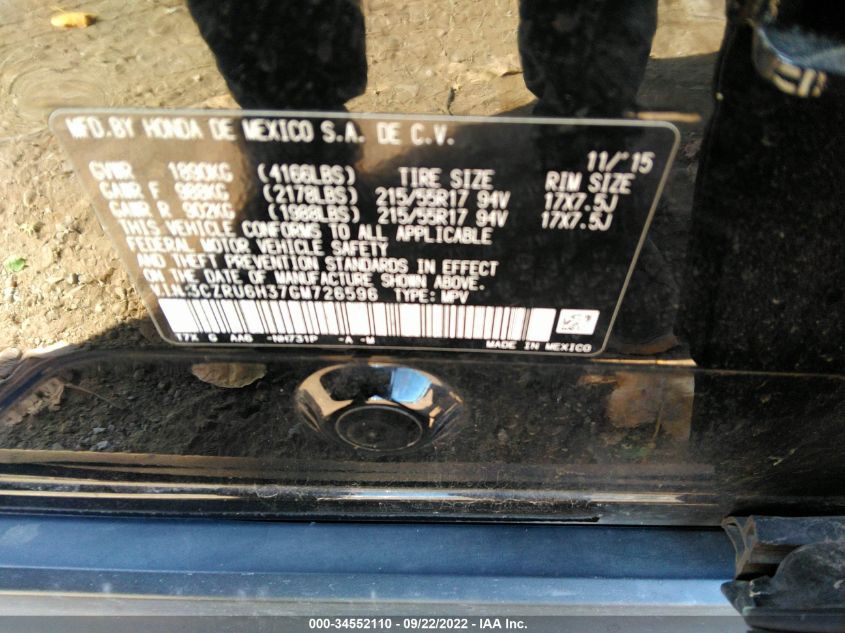 MFD.BY HONDA DE MEXICO S.A. DE C.V.
11/'15
GVWR 1890KG (4166LBS) TIRE SIZE RIM SIZE
GAWR F 988KG (2178LBS) 215/55R17 94V 17X7.5J
GAWR R 902KG (1988LBS) 215/55R17 94V 17X7.5J
THIS VEHICLE CONFORMS TO ALL APPLICABLE
FEDERAL MOTOR VEHICLE SAFETY
AND THEFT PREVENTION STANDARDS IN EFFECT
ON THE DATE OF MANUFACTURE SHOWN ABOVE.
V.I.N.:3CZRU6H37GM726596 TYPE: MPV
T7X G AA6 -NH731P -A -M MADE IN MEXICO
000-34552110 - 09/22/2022 - IAA Inc.